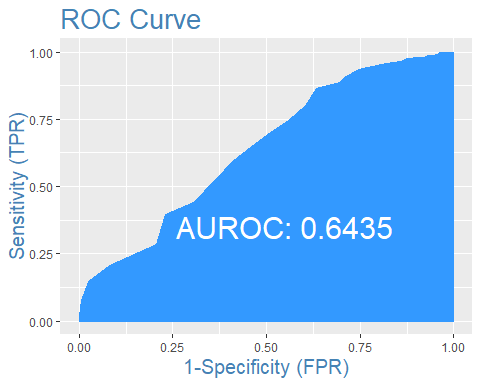 ROC Curve
1.00
0.75
0.50
0.25
0.00
Sensitivity (TPR)
AUROC: 0.6435
0.00 0.25 0.50 0.75 1.00
1-Specificity (FPR)